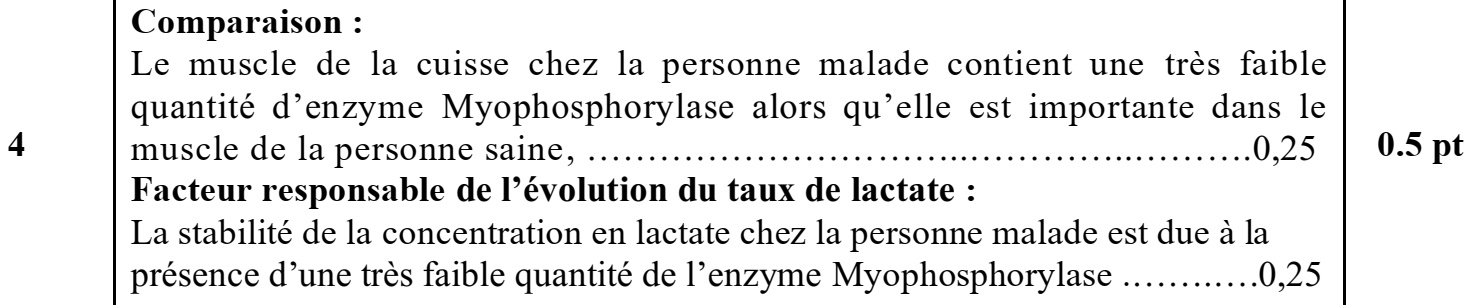 Comparaison :
Le muscle de la cuisse chez la personne malade contient une très faible
quantité d’enzyme Myophosphorylase alors qu’elle est importante dans le
4 muscle de la personne saine, ……………………………..……………..……….0,25 0.5 pt
Facteur responsable de l’évolution du taux de lactate :
La stabilité de la concentration en lactate chez la personne malade est due à la
présence d’une très faible quantité de l’enzyme Myophosphorylase ……..….0,25